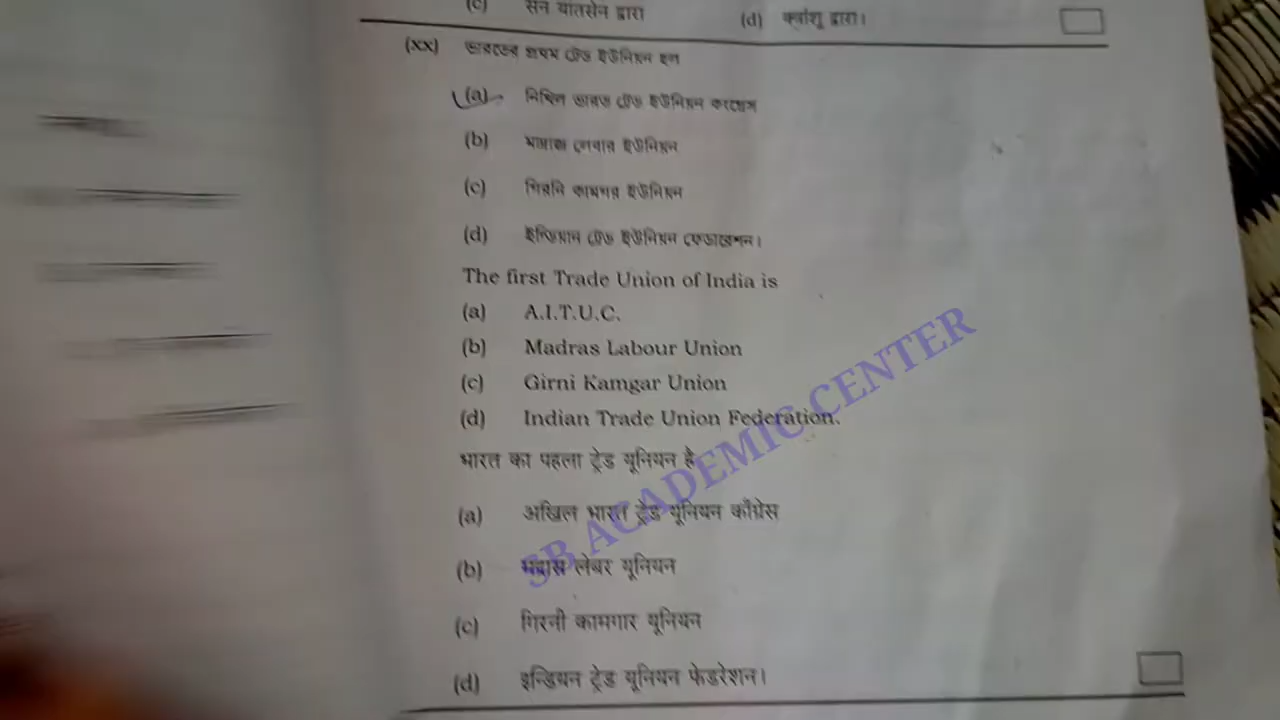 (c) सन यातसेन द्वारा (d) क्वांशू द्वारा।
(xx) ভারতের প্রথম ট্রেড ইউনিয়ন হল
(a) নিখিল ভারত ট্রেড ইউনিয়ন কংগ্রেস
(b) মাদ্রাজ লেবার ইউনিয়ন
(c) গিরনি কামগর ইউনিয়ন
(d) ইন্ডিয়ান ট্রেড ইউনিয়ন ফেডারেশন।
The first Trade Union of India is
(a) A.I.T.U.C.
(b) Madras Labour Union
(c) Girni Kamgar Union
(d) Indian Trade Union Federation.
भारत का पहला ट्रेड यूनियन है
(a) अखिल भारत ट्रेड यूनियन काँग्रेस
(b) मद्रास लेबर यूनियन
(c) गिरनी कामगार यूनियन
(d) इन्डियन ट्रेड यूनियन फेडरेशन।
SB ACADEMIC CENTER